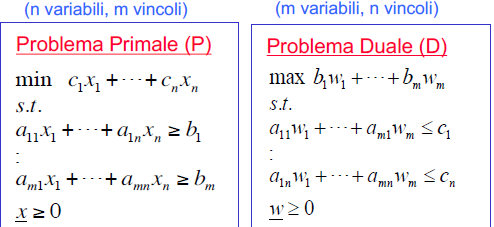 (n variabili, m vincoli)
Problema Primale (P)
min c₁x₁ + ⋯ + cₙxₙ
s.t.
a₁₁x₁ + ⋯ + a₁ₙxₙ ≥ b₁
:
aₘ₁x₁ + ⋯ + aₘₙxₙ ≥ bₘ
x ≥ 0
(m variabili, n vincoli)
Problema Duale (D)
max b₁w₁ + ⋯ + bₘwₘ
s.t.
a₁₁w₁ + ⋯ + aₘ₁wₘ ≤ c₁
:
a₁ₙw₁ + ⋯ + aₘₙwₘ ≤ cₙ
w ≥ 0